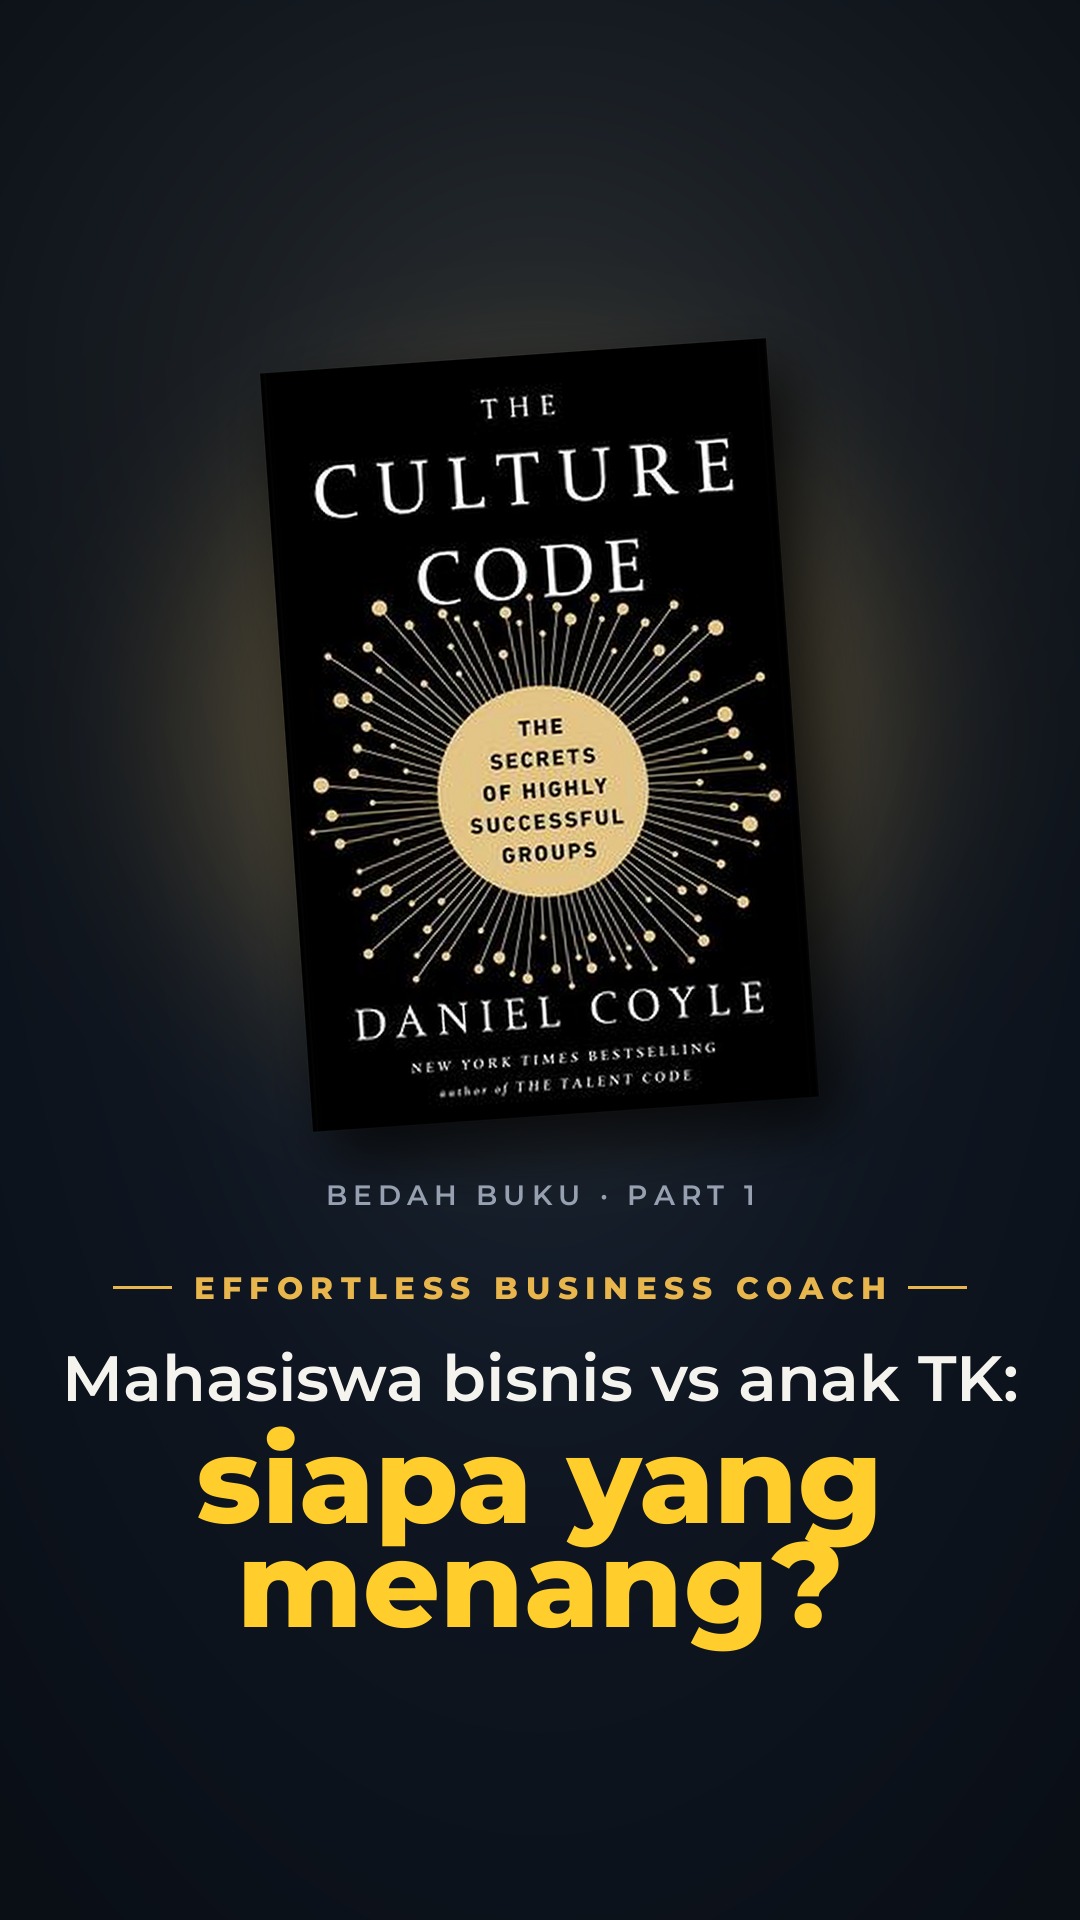 THE
CULTURE
CODE
THE
SECRETS
OF HIGHLY
SUCCESSFUL
GROUPS
DANIEL COYLE
NEW YORK TIMES BESTSELLING
author of THE TALENT CODE
BEDAH BUKU · PART 1
EFFORTLESS BUSINESS COACH
Mahasiswa bisnis vs anak TK:
siapa yang
menang?